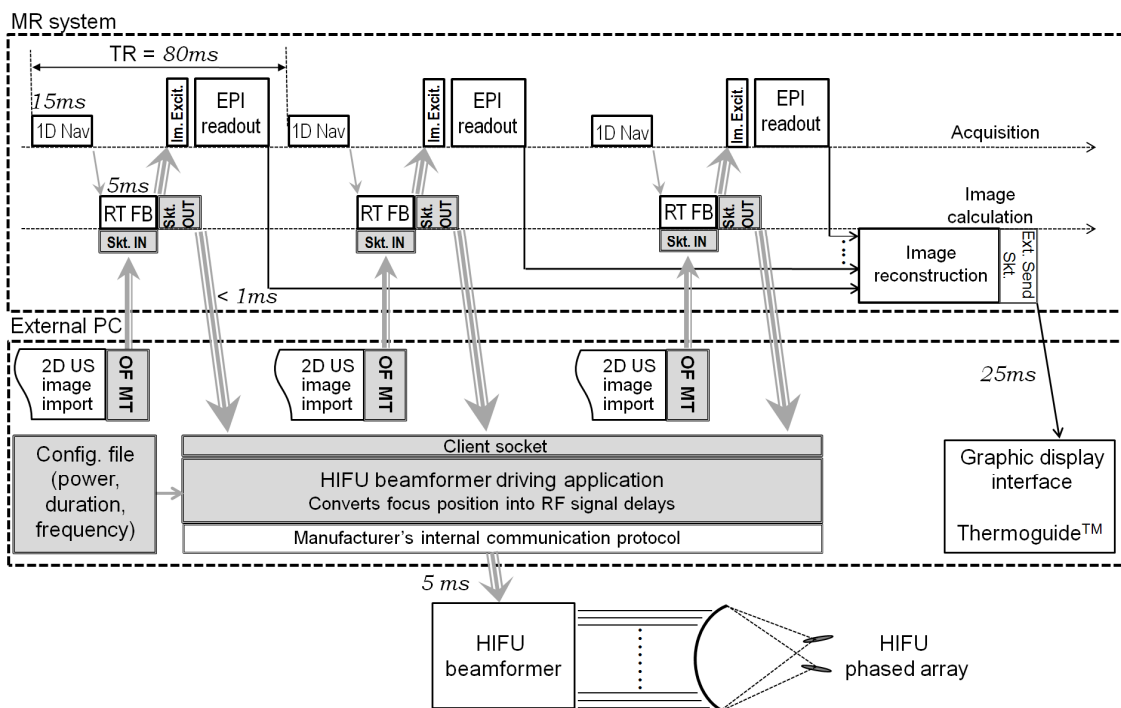 MR system
TR = 80ms
15ms
1D Nav
Im. Excit.
EPI
readout
1D Nav
Im. Excit.
EPI
readout
1D Nav
Im. Excit.
EPI
readout
Acquisition
5ms
RT FB
Skt.
OUT
Skt. IN
RT FB
Skt.
OUT
Skt. IN
RT FB
Skt.
OUT
Skt. IN
Image
calculation
Image
reconstruction
Ext. Send
Skt.
< 1ms
External PC
2D US
image
import
OF MT
2D US
image
import
OF MT
2D US
image
import
OF MT
25ms
Config. file
(power,
duration,
frequency)
Client socket
HIFU beamformer driving application
Converts focus position into RF signal delays
Manufacturer's internal communication protocol
Graphic display
interface
Thermoguide™
5 ms
HIFU
beamformer
HIFU
phased array